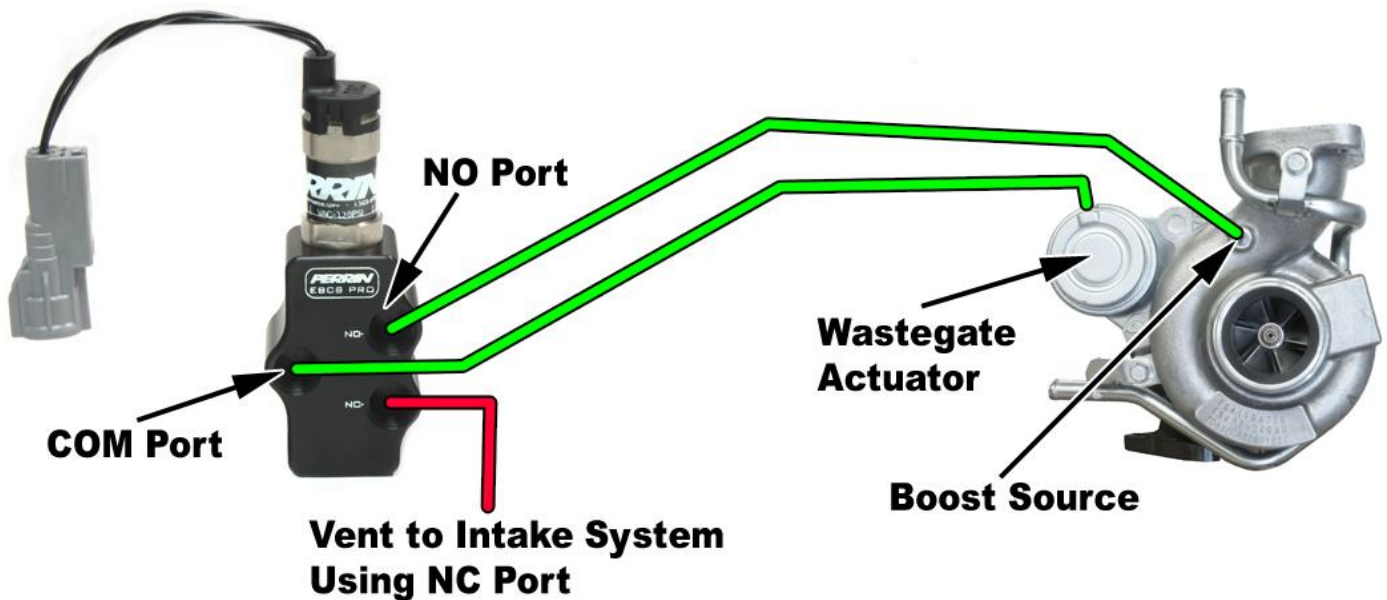 NO Port
PERRIN
EBCS PRO
NO-
NC-
COM Port
Wastegate
Actuator
Boost Source
Vent to Intake System
Using NC Port